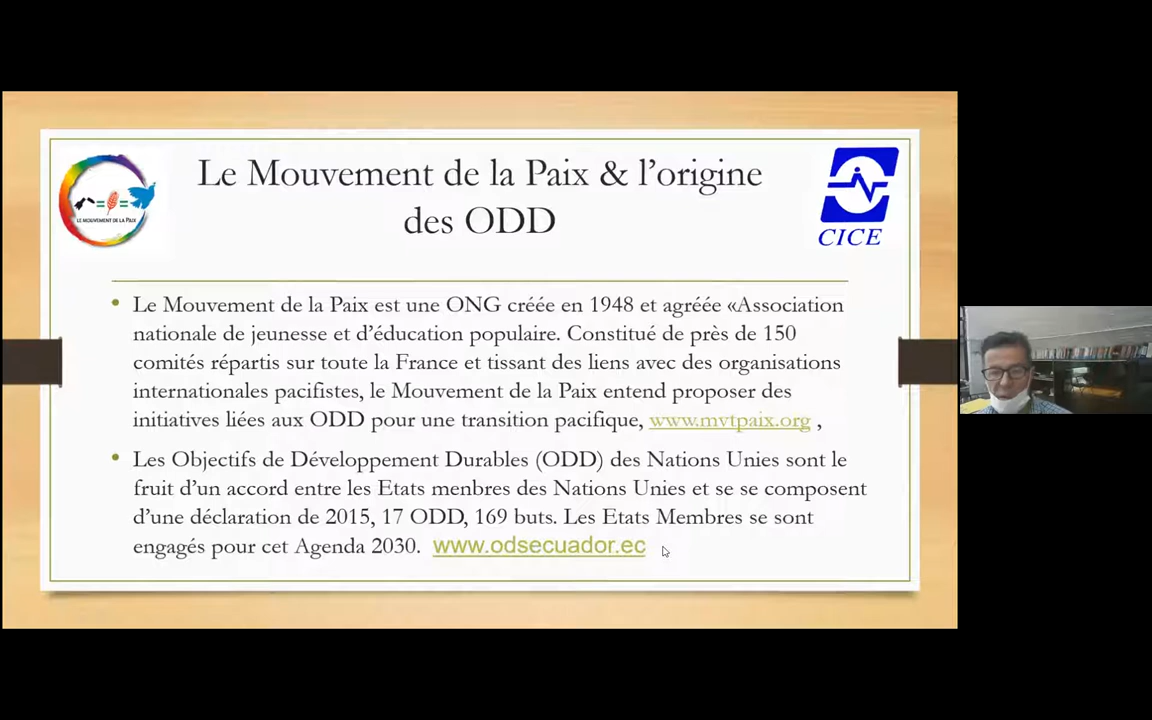 Le Mouvement de la Paix & l’origine
des ODD
LE MOUVEMENT DE LA PAIX
CICE
• Le Mouvement de la Paix est une ONG créée en 1948 et agréée «Association
nationale de jeunesse et d’éducation populaire. Constitué de près de 150
comités répartis sur toute la France et tissant des liens avec des organisations
internationales pacifistes, le Mouvement de la Paix entend proposer des
initiatives liées aux ODD pour une transition pacifique, www.mvtpaix.org ,
• Les Objectifs de Développement Durables (ODD) des Nations Unies sont le
fruit d’un accord entre les Etats menbres des Nations Unies et se se composent
d’une déclaration de 2015, 17 ODD, 169 buts. Les Etats Membres se sont
engagés pour cet Agenda 2030. www.odsecuador.ec